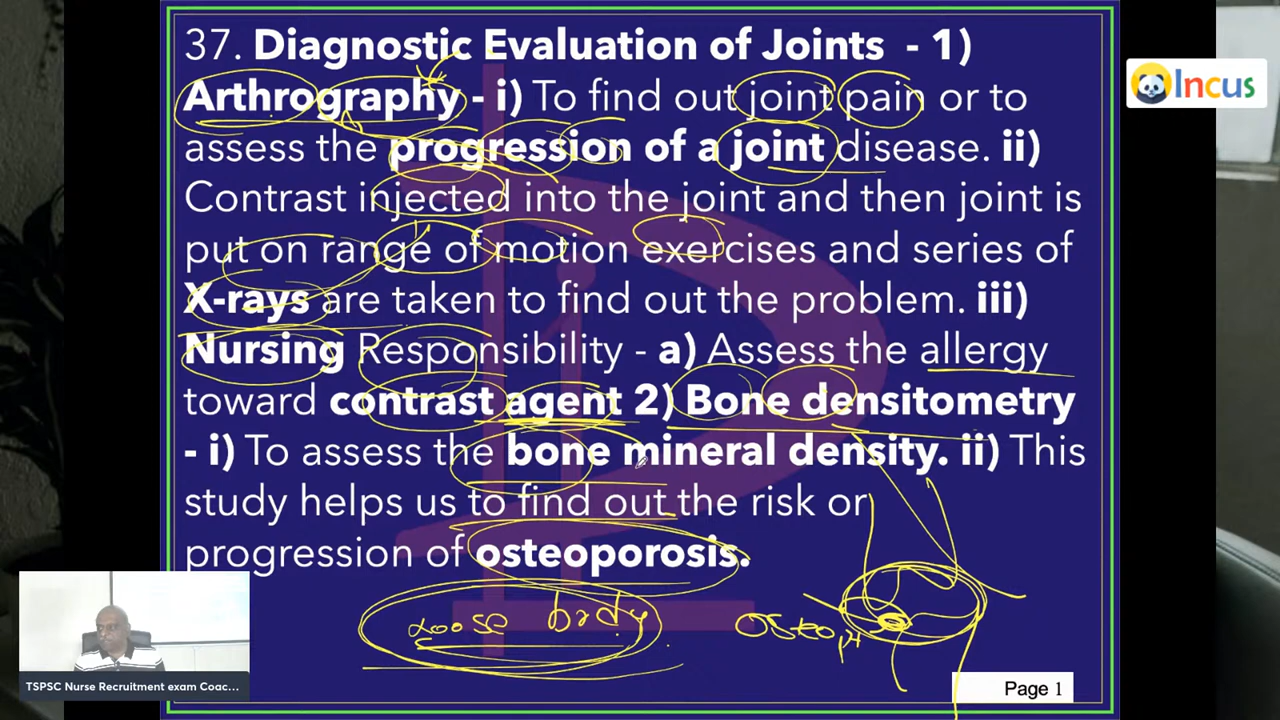 37. Diagnostic Evaluation of Joints - 1)
Arthrography - i) To find out joint pain or to
assess the progression of a joint disease. ii)
Contrast injected into the joint and then joint is
put on range of motion exercises and series of
X-rays are taken to find out the problem. iii)
Nursing Responsibility - a) Assess the allergy
toward contrast agent 2) Bone densitometry
- i) To assess the bone mineral density. ii) This
study helps us to find out the risk or
progression of osteoporosis.
Loose body
Incus
TSPSC Nurse Recruitment exam Coac...
Page 1